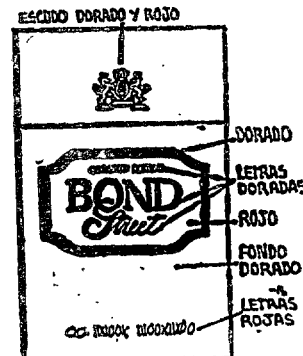 ESCUDO DORADO Y ROJO
DORADO
LETRAS
DORADAS
BOND
Street
ROJO
FONDO
DORADO
LETRAS
ROJAS